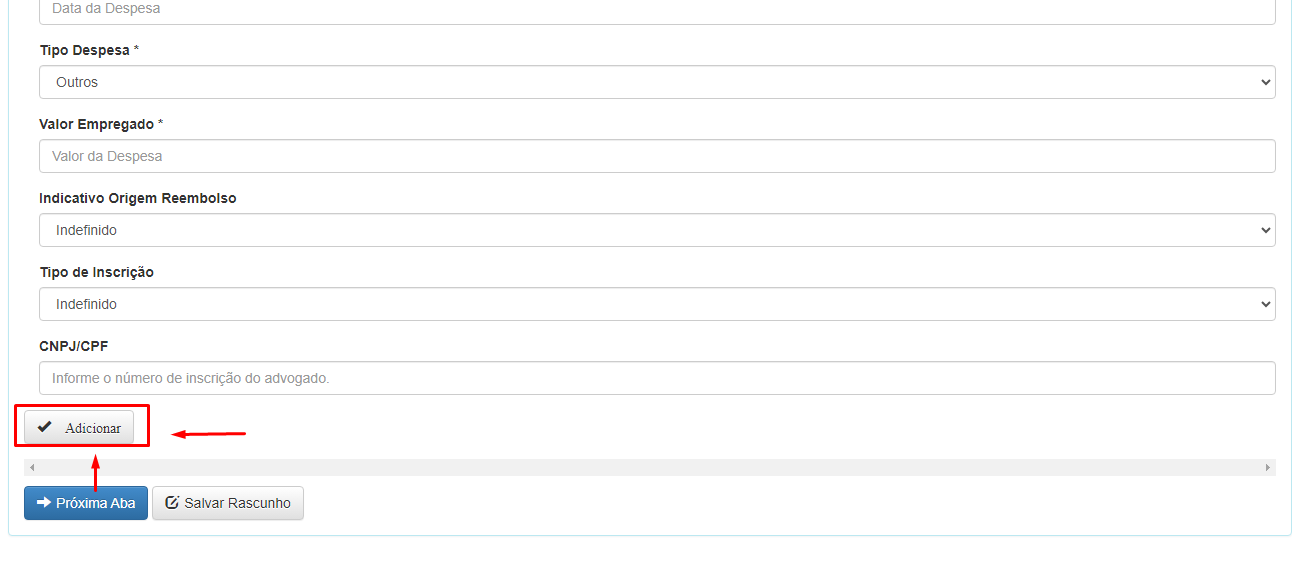 Data da Despesa
Tipo Despesa *
Outros
Valor Empregado *
Valor da Despesa
Indicativo Origem Reembolso
Indefinido
Tipo de Inscrição
Indefinido
CNPJ/CPF
Informe o número de inscrição do advogado.
Adicionar
Próxima Aba Salvar Rascunho